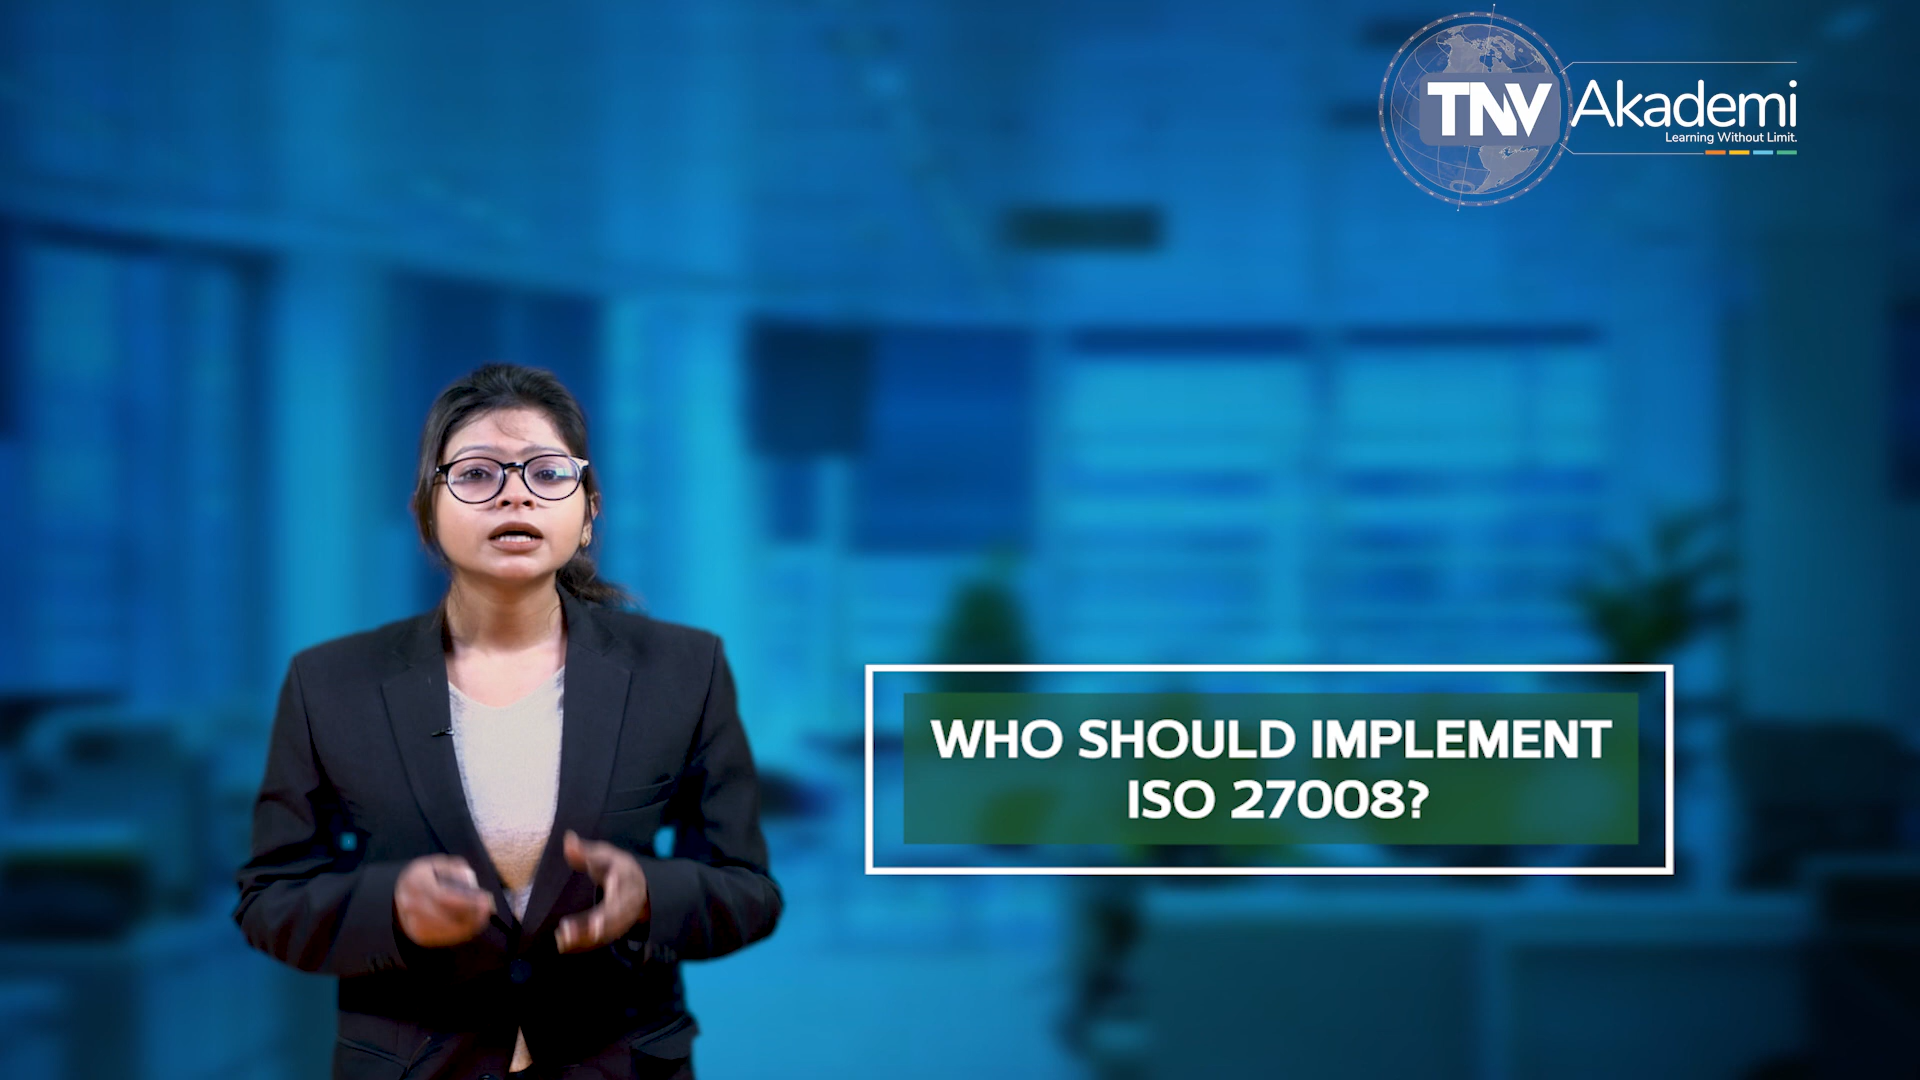 TNV Akademi
Learning Without Limit.
WHO SHOULD IMPLEMENT
ISO 27008?